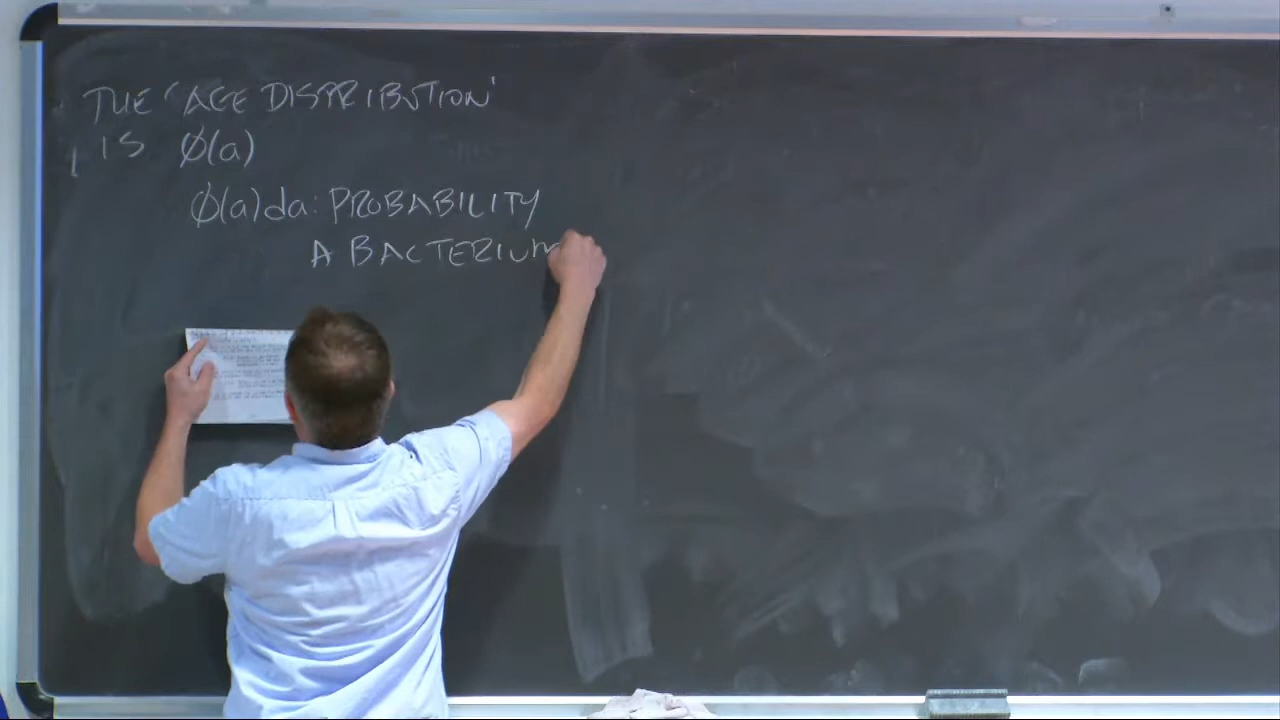 THE 'AGE DISTRIBUTION'
IS ϕ(a)
ϕ(a)da: PROBABILITY
A BACTERIUM